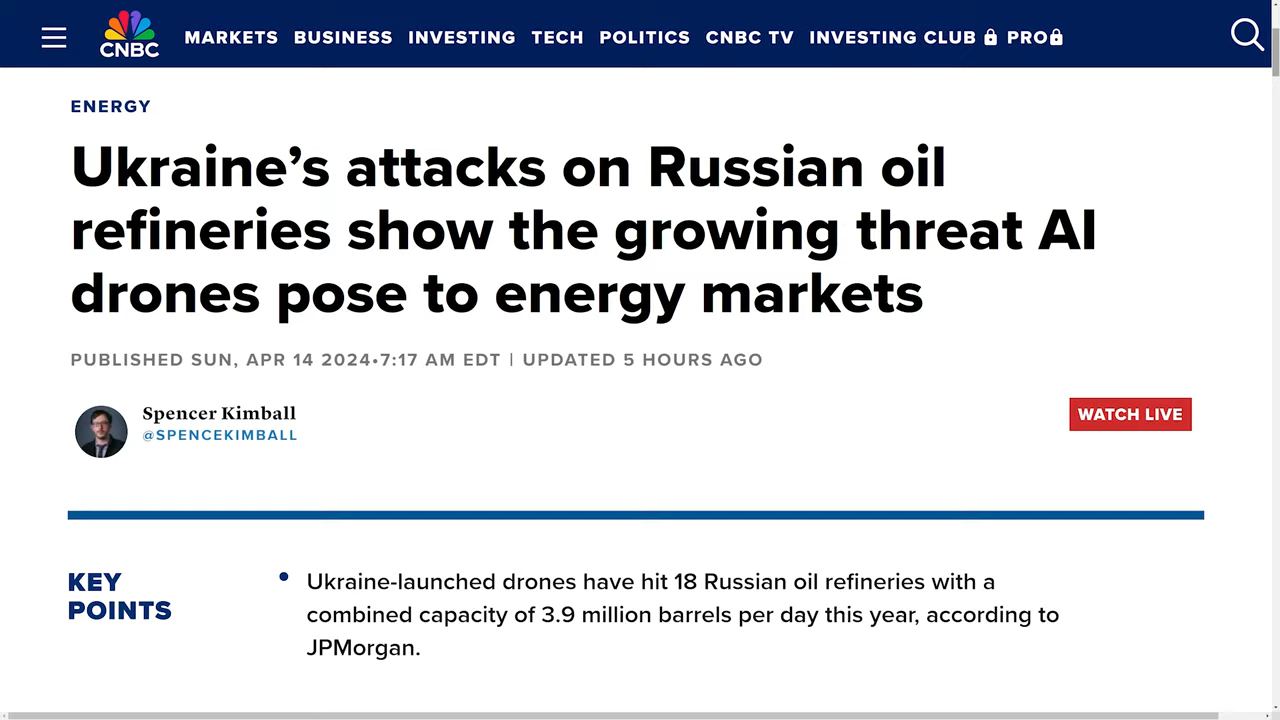 CNBC
MARKETS BUSINESS INVESTING TECH POLITICS CNBC TV INVESTING CLUB PRO
ENERGY
Ukraine’s attacks on Russian oil
refineries show the growing threat AI
drones pose to energy markets
PUBLISHED SUN, APR 14 2024•7:17 AM EDT | UPDATED 5 HOURS AGO
Spencer Kimball
@SPENCEKIMBALL
WATCH LIVE
KEY
POINTS
• Ukraine-launched drones have hit 18 Russian oil refineries with a
combined capacity of 3.9 million barrels per day this year, according to
JPMorgan.